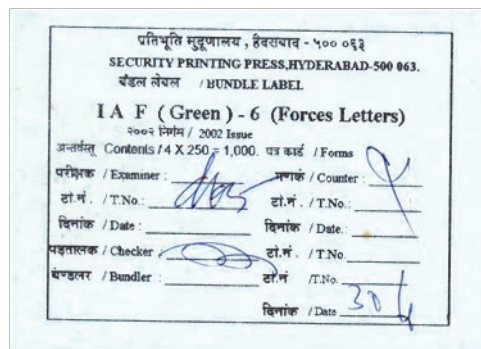 प्रतिभूति मुद्रणालय, हैदराबाद - ५०० ०६३
SECURITY PRINTING PRESS,HYDERABAD-500 063.
बंडल लेबल / BUNDLE LABEL
I A F ( Green ) - 6 (Forces Letters)
२००२ निर्गम / 2002 Issue
अन्तर्वस्तु Contents / 4 X 250 = 1,000. पत्र कार्ड / Forms
परीक्षक / Examiner : गणक / Counter :
टो.नं. / T.No.: टो.नं. / T.No.:
दिनांक / Date : दिनांक / Date.:
पड़तालक / Checker : टो.नं. / T.No.
बण्डलर / Bundler : टो.नं /T.No.
दिनांक / Date 30